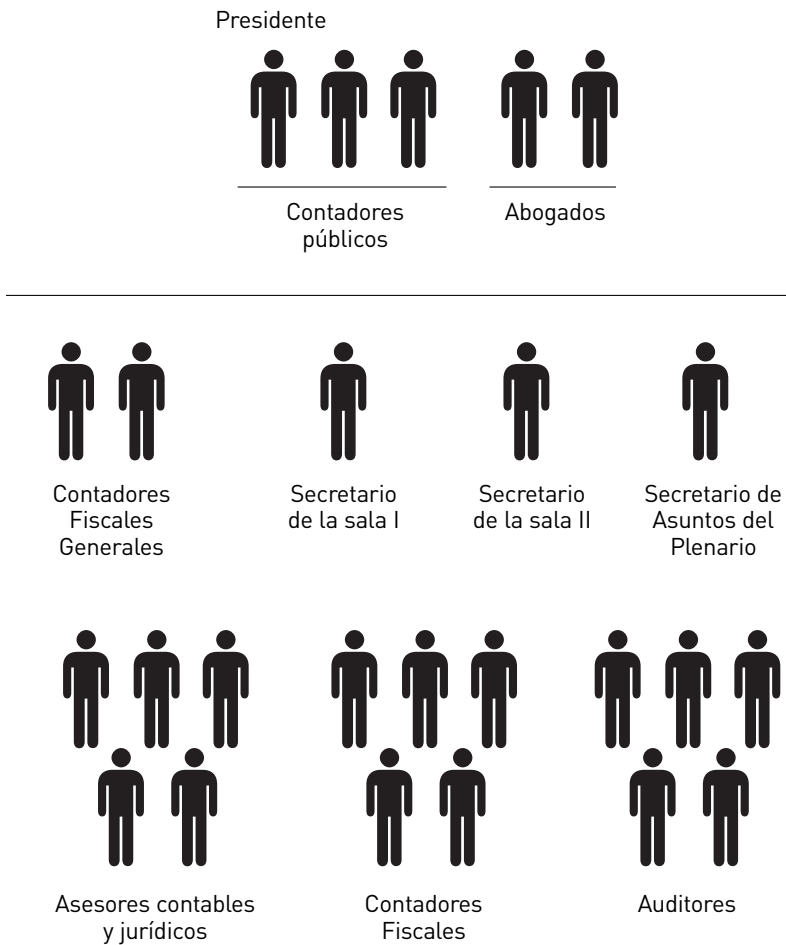 Presidente
Contadores
públicos
Abogados
Contadores
Fiscales
Generales
Secretario
de la sala I
Secretario
de la sala II
Secretario de
Asuntos del
Plenario
Asesores contables
y jurídicos
Contadores
Fiscales
Auditores